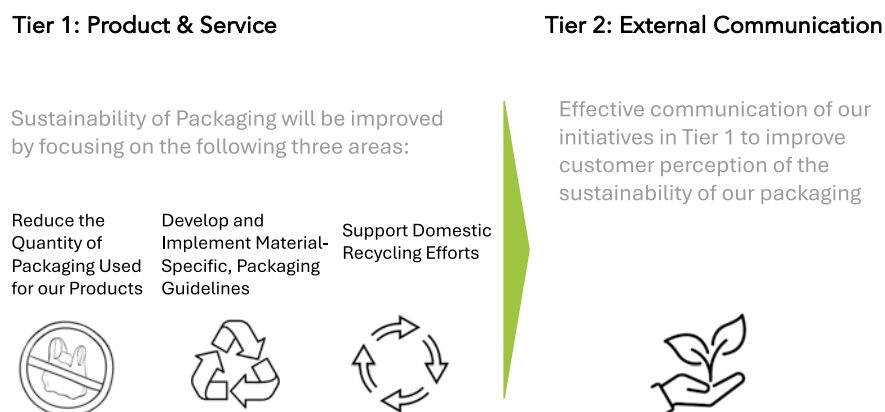 Tier 1: Product & Service
Tier 2: External Communication
Sustainability of Packaging will be improved
by focusing on the following three areas:
Effective communication of our
initiatives in Tier 1 to improve
customer perception of the
sustainability of our packaging
Reduce the
Quantity of
Packaging Used
for our Products
Develop and
Implement Material-
Specific, Packaging
Guidelines
Support Domestic
Recycling Efforts